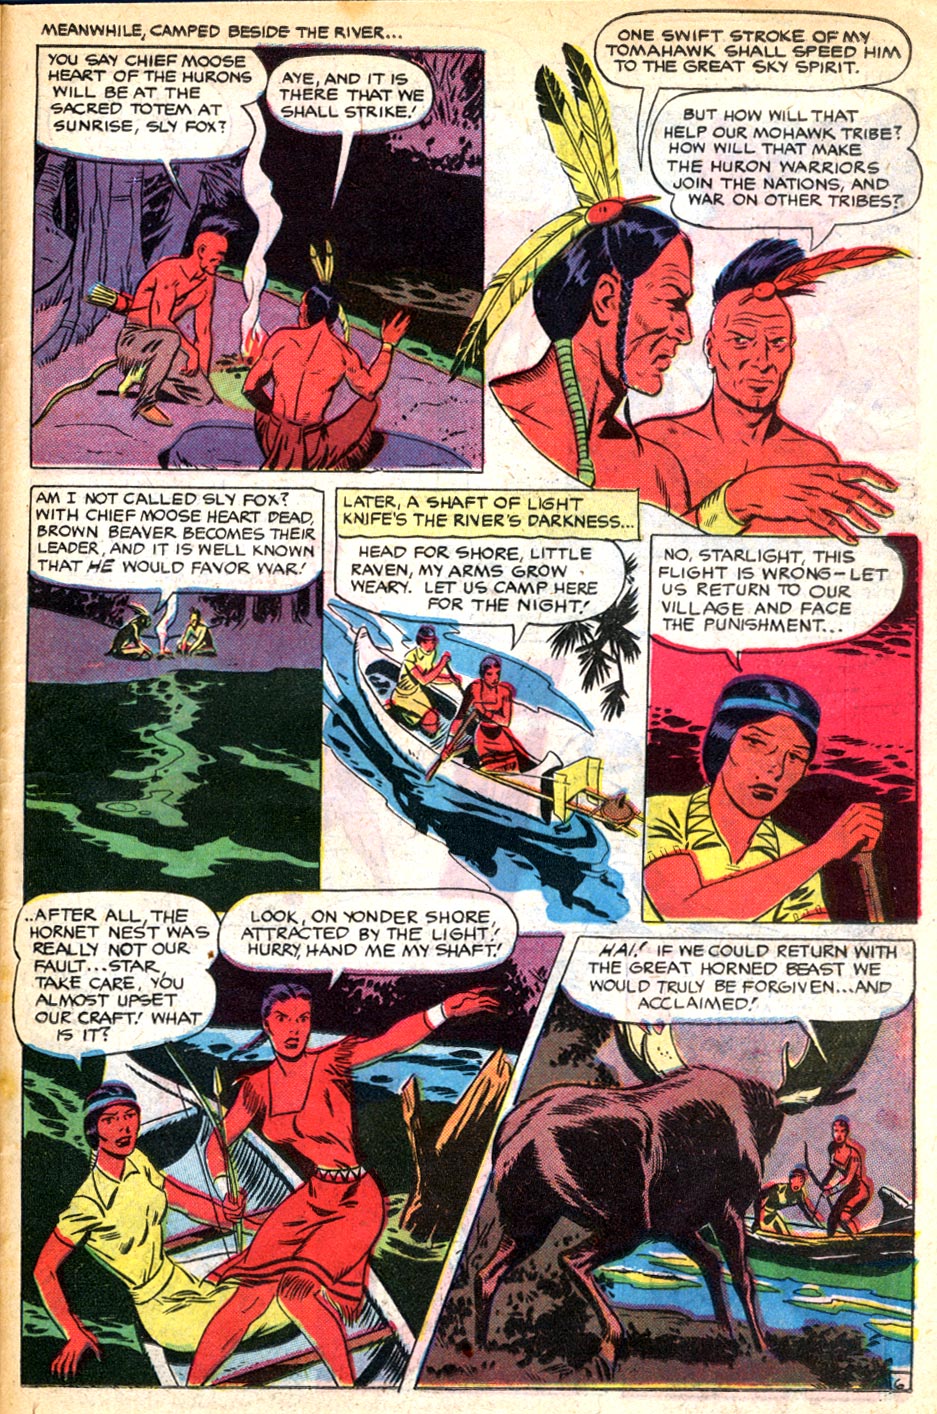 MEANWHILE, CAMPED BESIDE THE RIVER...
YOU SAY CHIEF MOOSE
HEART OF THE HURONS
WILL BE AT THE
SACRED TOTEM AT
SUNRISE, SLY FOX?
AYE, AND IT IS
THERE THAT WE
SHALL STRIKE!
ONE SWIFT STROKE OF MY
TOMAHAWK SHALL SPEED HIM
TO THE GREAT SKY SPIRIT.
BUT HOW WILL THAT
HELP OUR MOHAWK TRIBE?
HOW WILL THAT MAKE
THE HURON WARRIORS
JOIN THE NATIONS, AND
WAR ON OTHER TRIBES?
AM I NOT CALLED SLY FOX?
WITH CHIEF MOOSE HEART DEAD,
BROWN BEAVER BECOMES THEIR
LEADER, AND IT IS WELL KNOWN
THAT HE WOULD FAVOR WAR!
LATER, A SHAFT OF LIGHT
KNIFE'S THE RIVER'S DARKNESS...
HEAD FOR SHORE, LITTLE
RAVEN, MY ARMS GROW
WEARY. LET US CAMP HERE
FOR THE NIGHT!
NO, STARLIGHT, THIS
FLIGHT IS WRONG-LET
US RETURN TO OUR
VILLAGE AND FACE
THE PUNISHMENT...
..AFTER ALL, THE
HORNET NEST WAS
REALLY NOT OUR
FAULT...STAR,
TAKE CARE, YOU
ALMOST UPSET
OUR CRAFT! WHAT
IS IT?
LOOK, ON YONDER SHORE,
ATTRACTED BY THE LIGHT!
HURRY, HAND ME MY SHAFT!
HAI! IF WE COULD RETURN WITH
THE GREAT HORNED BEAST WE
WOULD TRULY BE FORGIVEN...AND
ACCLAIMED!
6